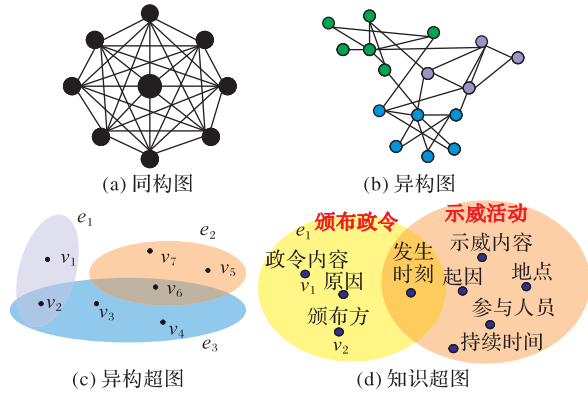 (a) 同构图
(b) 异构图
e1
e2
v1
v7
v5
v6
v2
v3
v4
e3
(c) 异构超图
颁布政令
示威活动
e1
政令内容
v1
原因
颁布方
v2
发生
时刻
示威内容
起因
地点
参与人员
持续时间
(d) 知识超图